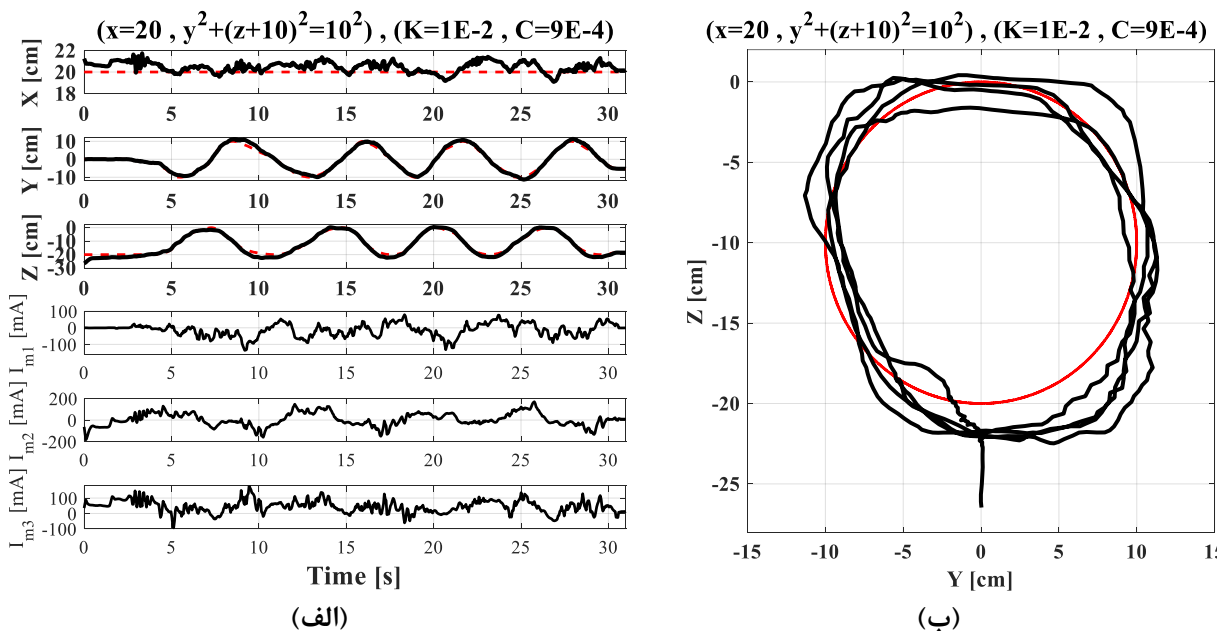 (x=20 , y²+(z+10)²=10²) , (K=1E-2 , C=9E-4)
X [cm]
22
20
18
0 5 10 15 20 25 30
Y [cm]
10
0
-10
0 5 10 15 20 25 30
Z [cm]
0
-10
-20
-30
0 5 10 15 20 25 30
I_m1 [mA]
100
0
-100
0 5 10 15 20 25 30
I_m2 [mA]
200
0
-200
0 5 10 15 20 25 30
I_m3 [mA]
100
0
-100
0 5 10 15 20 25 30
Time [s]
(الف)
(x=20 , y²+(z+10)²=10²) , (K=1E-2 , C=9E-4)
Z [cm]
0
-5
-10
-15
-20
-25
-15 -10 -5 0 5 10 15
Y [cm]
(ب)